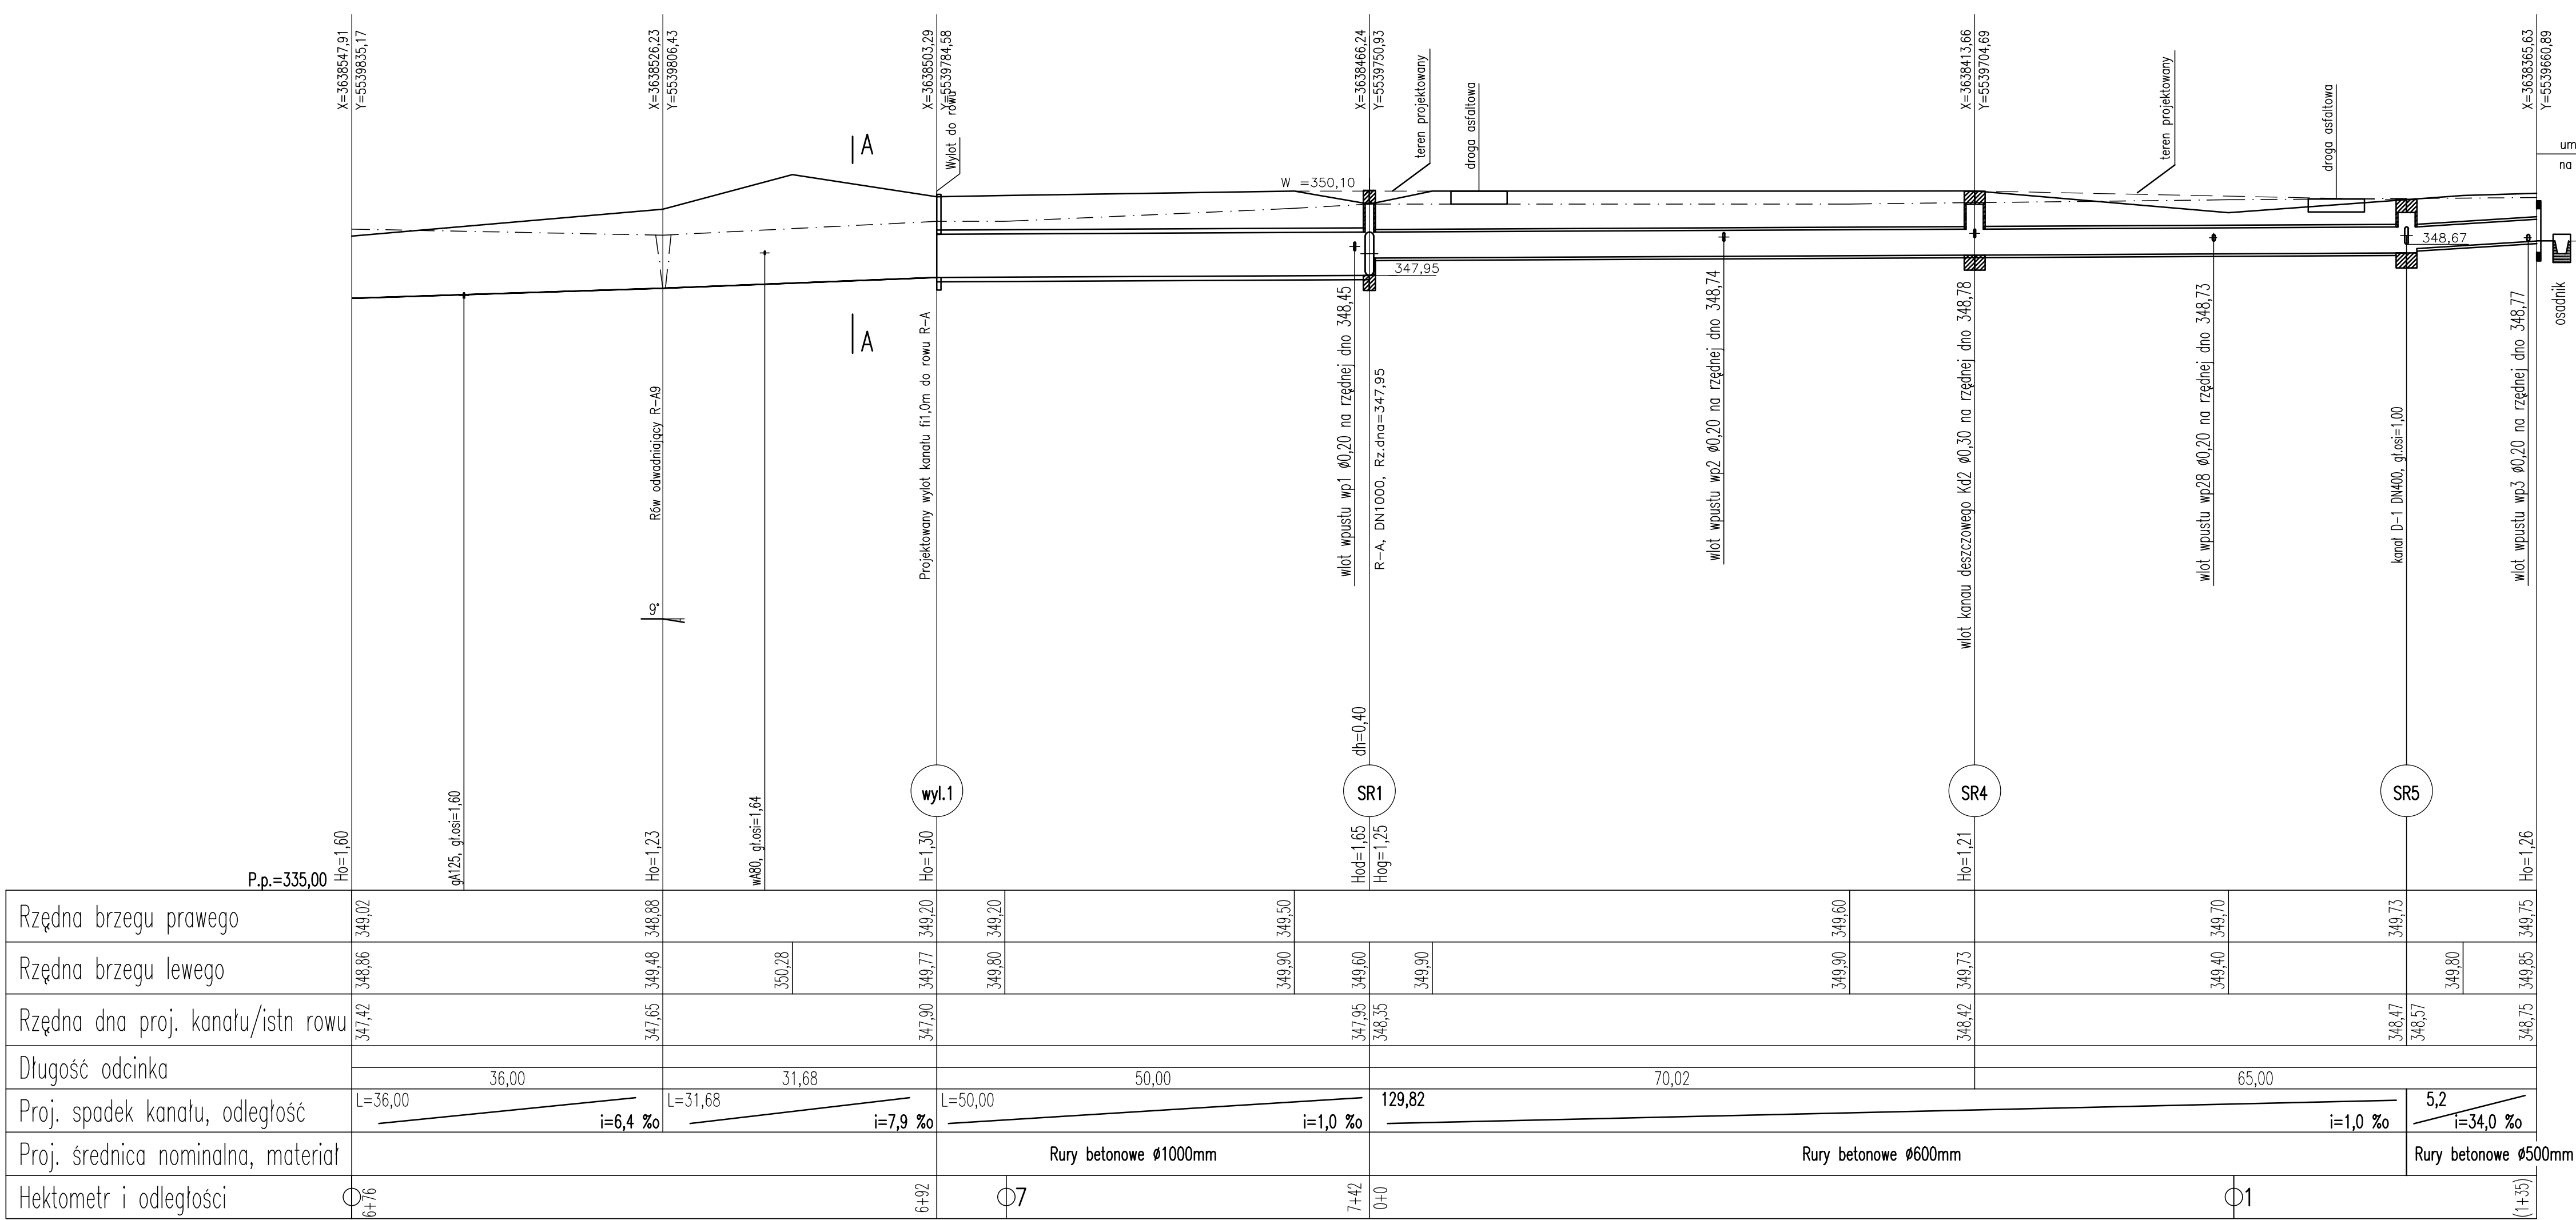 X=3638547,91
Y=5539835,17
X=3638526,23
Y=5539806,43
X=3638503,29
Y=5539784,58
Wylot do rowu
X=3638466,24
Y=5539750,93
teren projektowany
droga asfaltowa
X=3638413,66
Y=5539704,69
teren projektowany
droga asfaltowa
X=3638365,63
Y=5539660,89
um
na
A
A
W =350,10
347,95
348,67
osadnik
Rów odwadniający R-A9
9°
Projektowany wylot kanału fi1,0m do rowu R-A
wlot wpustu wp1 ø0,20 na rzędnej dno 348,45
R-A, DN1000, Rz.dna=347,95
wlot wpustu wp2 ø0,20 na rzędnej dno 348,74
wlot kanau deszczowego Kd2 ø0,30 na rzędnej dno 348,78
wlot wpustu wp28 ø0,20 na rzędnej dno 348,73
kanał D-1 DN400, gł.osi=1,00
wlot wpustu wp3 ø0,20 na rzędnej dno 348,77
dh=0,40
wyl.1
SR1
SR4
SR5
P.p.=335,00
Ho=1,60
gA125, gł.osi=1,60
Ho=1,23
wA80, gł.osi=1,64
Ho=1,30
Hod=1,65
Hog=1,25
Ho=1,21
Ho=1,26
Rzędna brzegu prawego
349,02
348,88
349,20
349,20
349,50
349,60
349,70
349,73
349,75
Rzędna brzegu lewego
348,86
349,48
350,28
349,77
349,80
349,90
349,60
349,90
349,90
349,73
349,40
349,80
349,85
Rzędna dna proj. kanału/istn rowu
347,42
347,65
347,90
347,95
348,35
348,42
348,47
348,57
348,75
Długość odcinka
36,00
31,68
50,00
70,02
65,00
Proj. spadek kanału, odległość
L=36,00
i=6,4 ‰
L=31,68
i=7,9 ‰
L=50,00
i=1,0 ‰
129,82
i=1,0 ‰
5,2
i=34,0 ‰
Proj. średnica nominalna, materiał
Rury betonowe ø1000mm
Rury betonowe ø600mm
Rury betonowe ø500mm
Hektometr i odległości
6+76
6+92
7
7+42
0+0
1
(1+35)